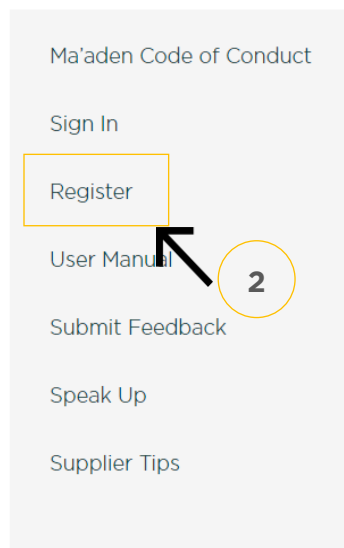 Ma'aden Code of Conduct
Sign In
Register
User Manual
2
Submit Feedback
Speak Up
Supplier Tips